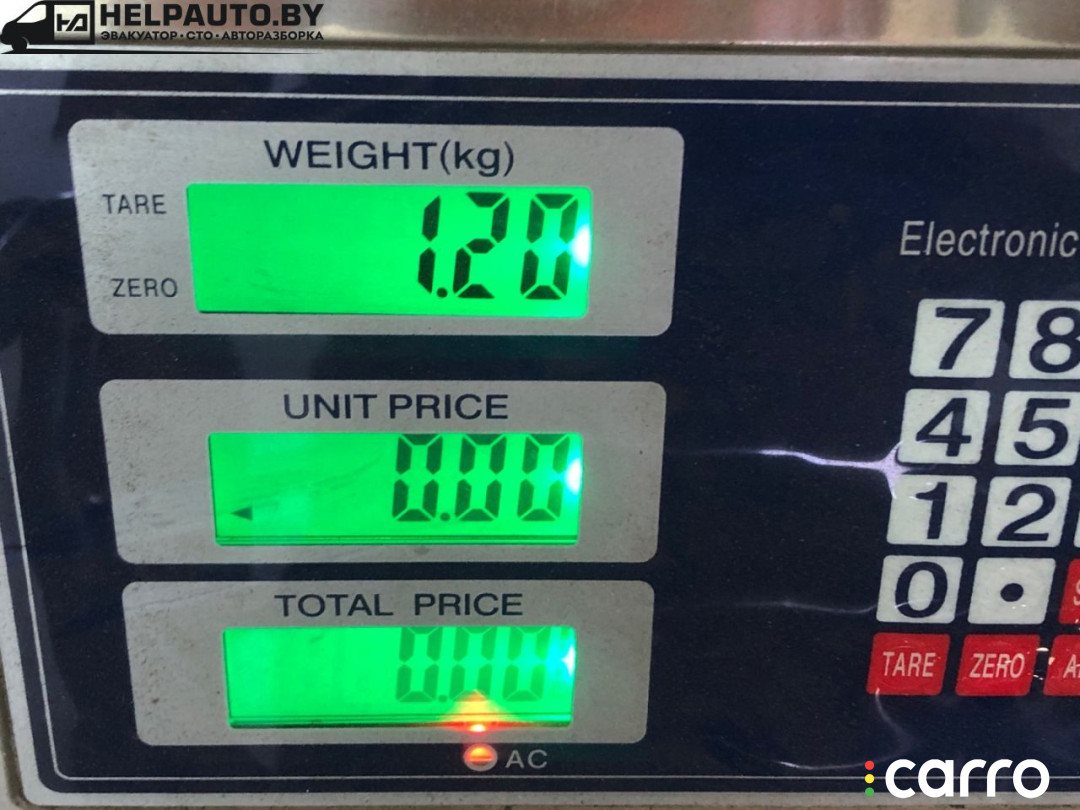 HELPAUTO.BY
ЭВАКУАТОР • СТО • АВТОРАЗБОРКА
WEIGHT(kg)
TARE
1.20
ZERO
Electronic
7 8
UNIT PRICE
4 5
0.00
1 2
0 •
TOTAL PRICE
0.00
TARE ZERO
AC
carro